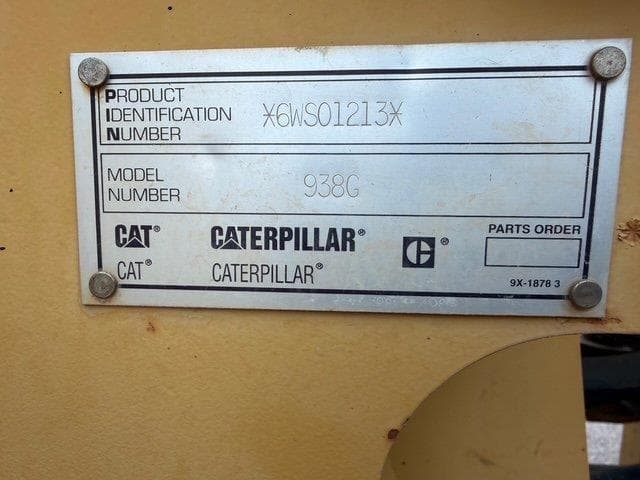 PRODUCT
IDENTIFICATION
NUMBER
*6WS01213*
MODEL
NUMBER
938G
CAT® CATERPILLAR® ®
CAT® CATERPILLAR®
PARTS ORDER
9X-1878 3